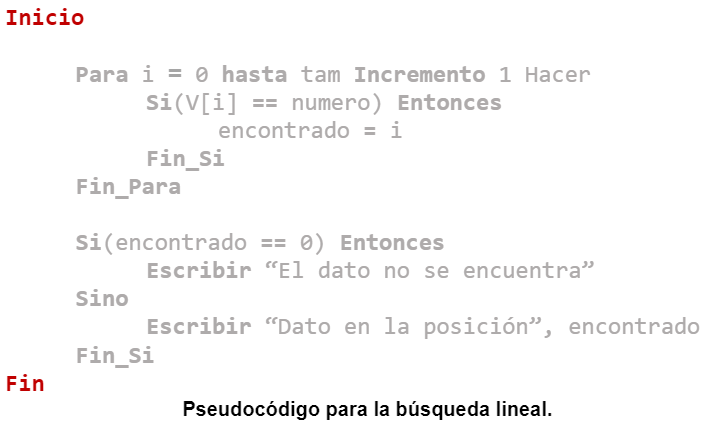 Inicio
Para i = 0 hasta tam Incremento 1 Hacer
Si(V[i] == numero) Entonces
encontrado = i
Fin_Si
Fin_Para
Si(encontrado == 0) Entonces
Escribir “El dato no se encuentra”
Sino
Escribir “Dato en la posición”, encontrado
Fin_Si
Fin
Pseudocódigo para la búsqueda lineal.